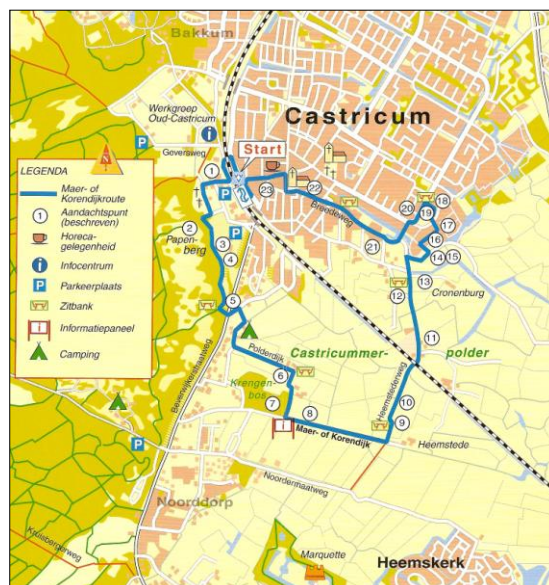 Bakkum
Werkgroep
Oud-Castricum
Geversweg
Castricum
Start
LEGENDA
Maer- of
Korendijkroute
1
Aandachtspunt
(beschreven)
Horeca-
gelegenheid
i
Infocentrum
P
Parkeerplaats
Zitbank
i
Informatiepaneel
Camping
P
1
P
P
2
Papen-
berg
3
4
5
23
22
Breedeweg
21
20
19
18
17
16
14
15
13
12
Cronenburg
11
Castricummer-
polder
Polderdijk
6
Krengen-
bos
7
8
i
Maer- of Korendijk
Heemstederweg
10
9
Heemstede
Beverwijkerstraatweg
P
Noordermaatweg
Noorddorp
Kruisbergerweg
Marquette
Heemskerk